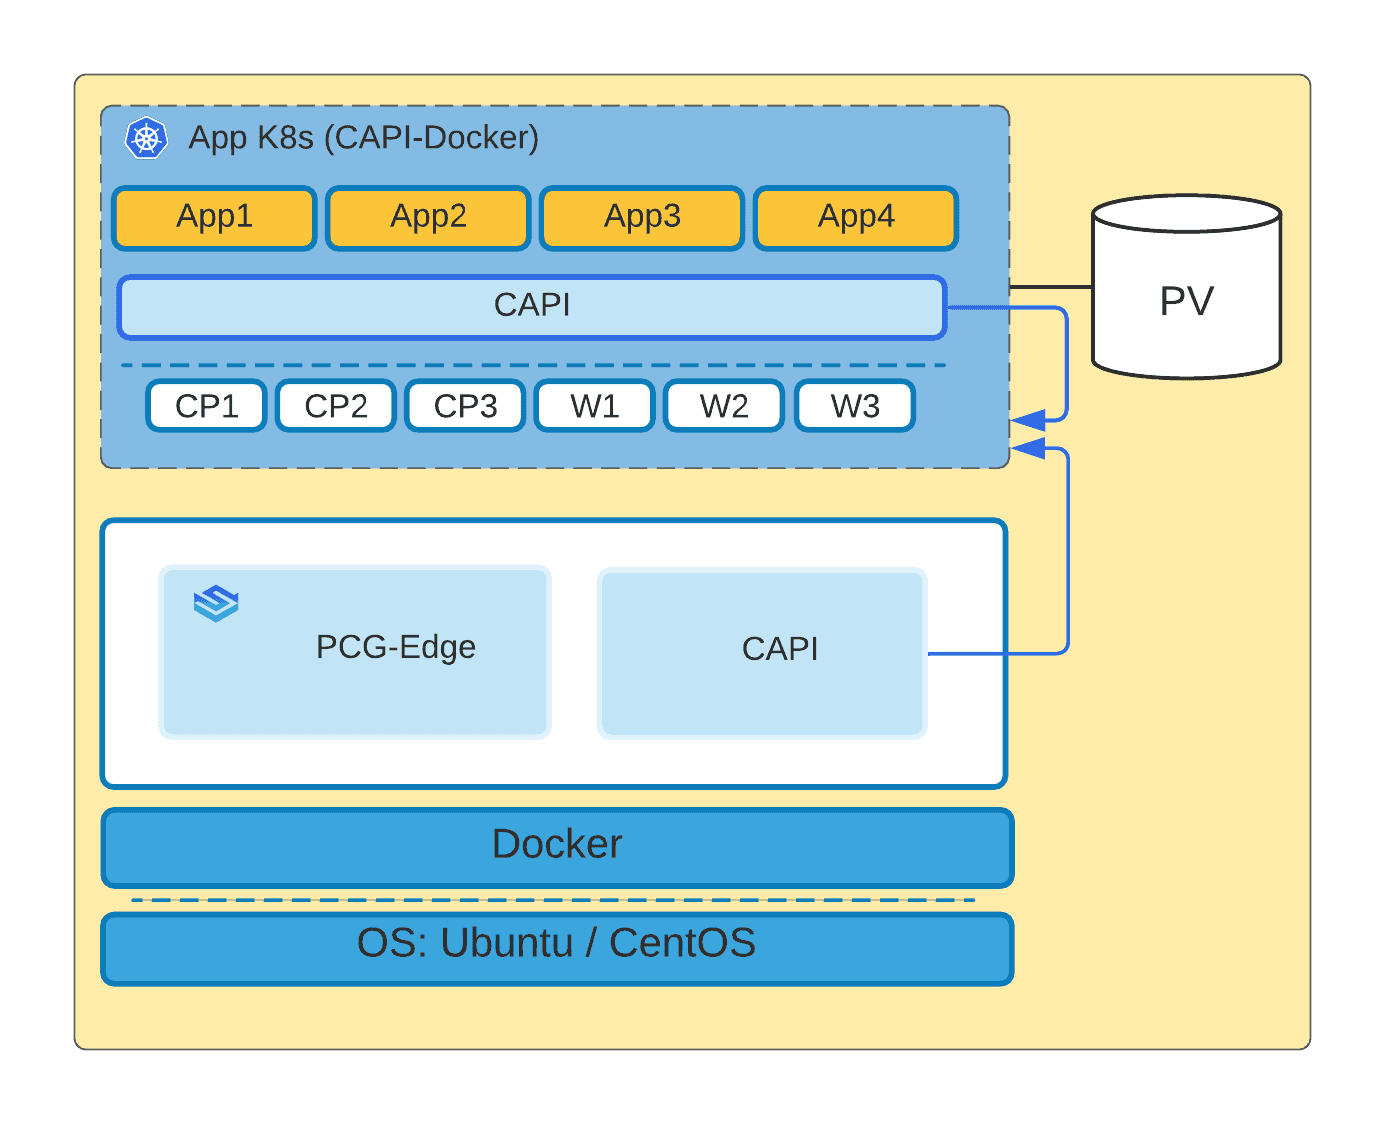 App K8s (CAPI-Docker)
App1
App2
App3
App4
CAPI
PV
CP1
CP2
CP3
W1
W2
W3
PCG-Edge
CAPI
Docker
OS: Ubuntu / CentOS